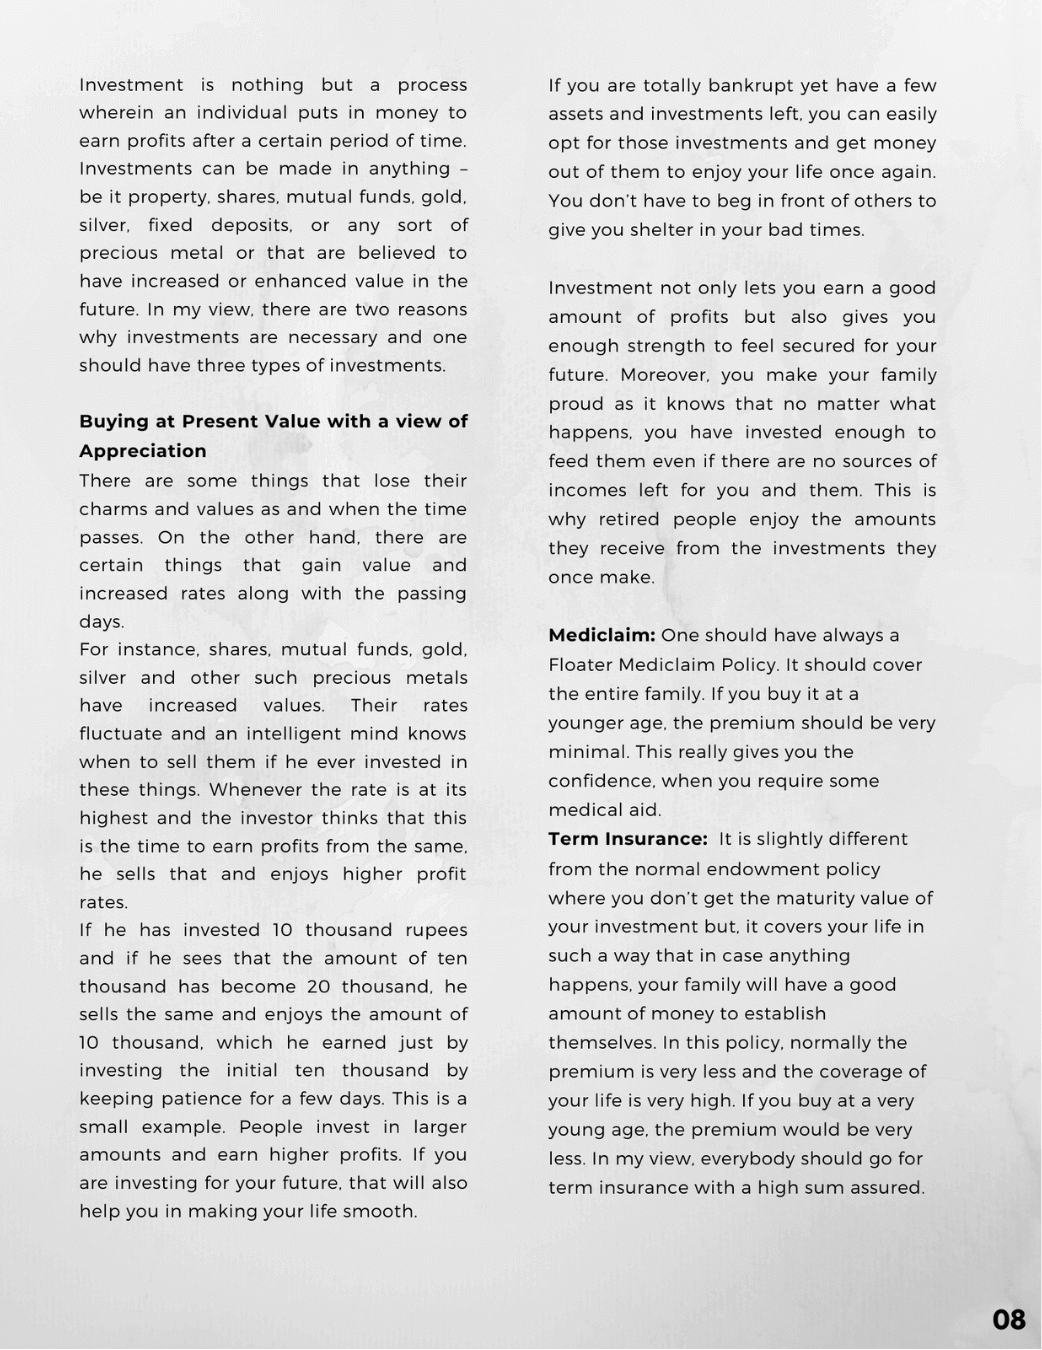 Investment is nothing but a process
wherein an individual puts in money to
earn profits after a certain period of time.
Investments can be made in anything –
be it property, shares, mutual funds, gold,
silver, fixed deposits, or any sort of
precious metal or that are believed to
have increased or enhanced value in the
future. In my view, there are two reasons
why investments are necessary and one
should have three types of investments.
Buying at Present Value with a view of
Appreciation
There are some things that lose their
charms and values as and when the time
passes. On the other hand, there are
certain things that gain value and
increased rates along with the passing
days.
For instance, shares, mutual funds, gold,
silver and other such precious metals
have increased values. Their rates
fluctuate and an intelligent mind knows
when to sell them if he ever invested in
these things. Whenever the rate is at its
highest and the investor thinks that this
is the time to earn profits from the same,
he sells that and enjoys higher profit
rates.
If he has invested 10 thousand rupees
and if he sees that the amount of ten
thousand has become 20 thousand, he
sells the same and enjoys the amount of
10 thousand, which he earned just by
investing the initial ten thousand by
keeping patience for a few days. This is a
small example. People invest in larger
amounts and earn higher profits. If you
are investing for your future, that will also
help you in making your life smooth.
If you are totally bankrupt yet have a few
assets and investments left, you can easily
opt for those investments and get money
out of them to enjoy your life once again.
You don't have to beg in front of others to
give you shelter in your bad times.
Investment not only lets you earn a good
amount of profits but also gives you
enough strength to feel secured for your
future. Moreover, you make your family
proud as it knows that no matter what
happens, you have invested enough to
feed them even if there are no sources of
incomes left for you and them. This is
why retired people enjoy the amounts
they receive from the investments they
once make.
Mediclaim: One should have always a
Floater Mediclaim Policy. It should cover
the entire family. If you buy it at a
younger age, the premium should be very
minimal. This really gives you the
confidence, when you require some
medical aid.
Term Insurance: It is slightly different
from the normal endowment policy
where you don't get the maturity value of
your investment but, it covers your life in
such a way that in case anything
happens, your family will have a good
amount of money to establish
themselves. In this policy, normally the
premium is very less and the coverage of
your life is very high. If you buy at a very
young age, the premium would be very
less. In my view, everybody should go for
term insurance with a high sum assured.
08